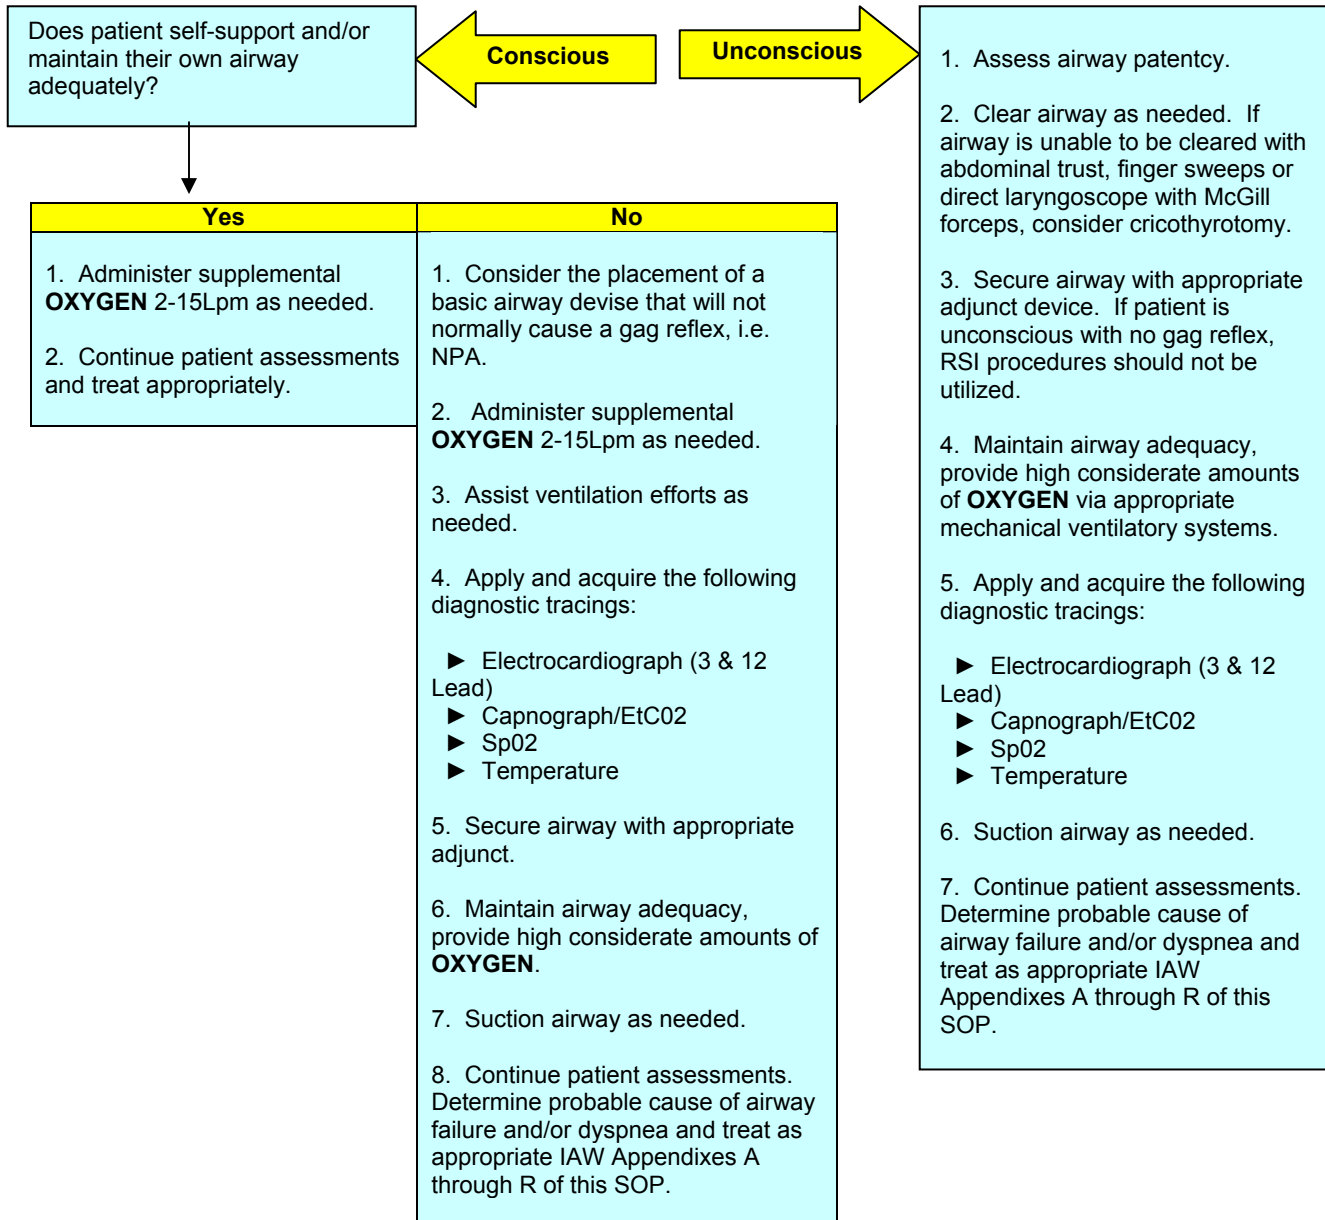 Does patient self-support and/or
maintain their own airway
adequately?
Conscious
Unconscious
Yes
1. Administer supplemental
OXYGEN 2-15Lpm as needed.
2. Continue patient assessments
and treat appropriately.
No
1. Consider the placement of a
basic airway devise that will not
normally cause a gag reflex, i.e.
NPA.
2. Administer supplemental
OXYGEN 2-15Lpm as needed.
3. Assist ventilation efforts as
needed.
4. Apply and acquire the following
diagnostic tracings:
► Electrocardiograph (3 & 12
Lead)
► Capnograph/EtC02
► Sp02
► Temperature
5. Secure airway with appropriate
adjunct.
6. Maintain airway adequacy,
provide high considerate amounts of
OXYGEN.
7. Suction airway as needed.
8. Continue patient assessments.
Determine probable cause of airway
failure and/or dyspnea and treat as
appropriate IAW Appendixes A
through R of this SOP.
1. Assess airway patentcy.
2. Clear airway as needed. If
airway is unable to be cleared with
abdominal trust, finger sweeps or
direct laryngoscope with McGill
forceps, consider cricothyrotomy.
3. Secure airway with appropriate
adjunct device. If patient is
unconscious with no gag reflex,
RSI procedures should not be
utilized.
4. Maintain airway adequacy,
provide high considerate amounts
of OXYGEN via appropriate
mechanical ventilatory systems.
5. Apply and acquire the following
diagnostic tracings:
► Electrocardiograph (3 & 12
Lead)
► Capnograph/EtC02
► Sp02
► Temperature
6. Suction airway as needed.
7. Continue patient assessments.
Determine probable cause of
airway failure and/or dyspnea and
treat as appropriate IAW
Appendixes A through R of this
SOP.